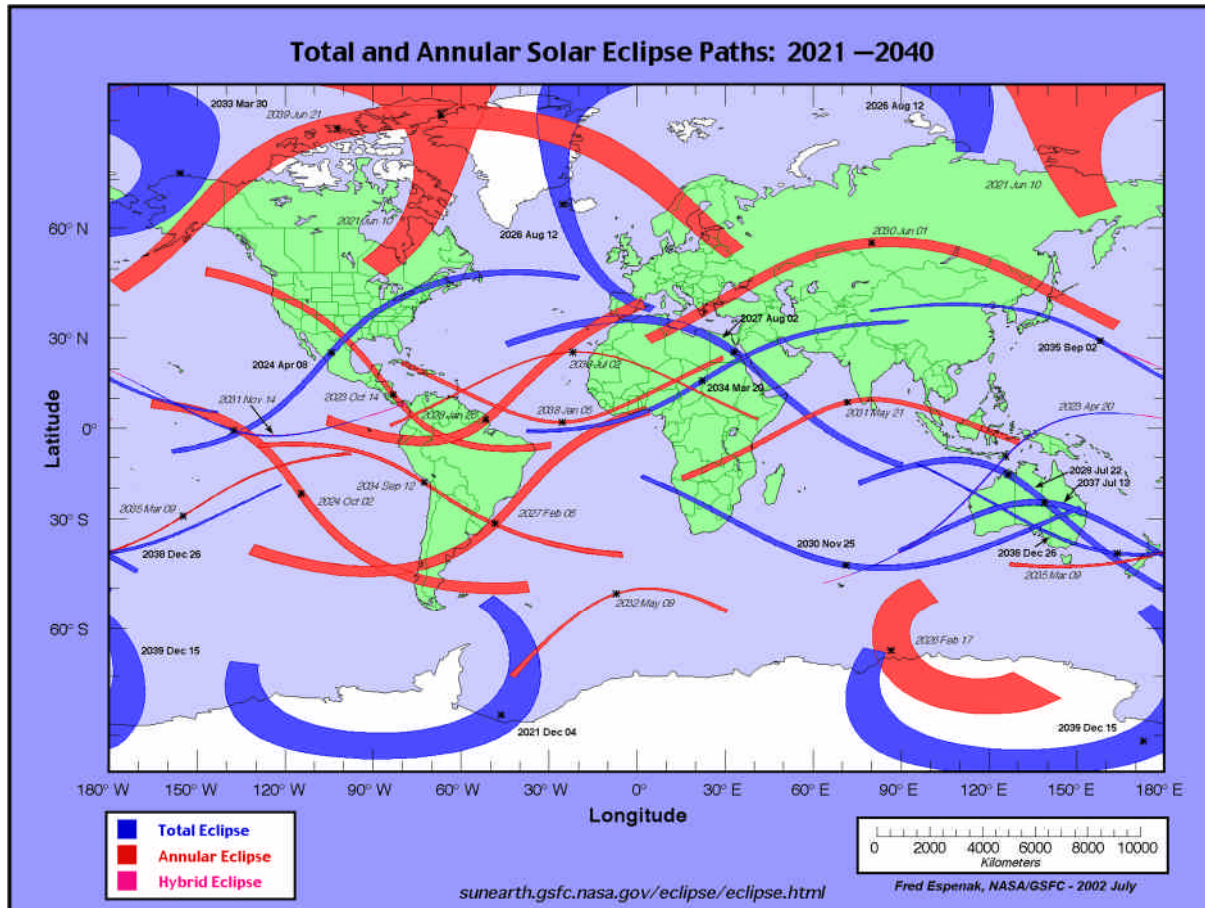 Total and Annular Solar Eclipse Paths: 2021 —2040
2033 Mar 30
2039 Jun 21
2026 Aug 12
2021 Jun 10
2021 Jun 10
2026 Aug 12
2030 Jun 01
60° N
30° N
0°
30° S
60° S
Latitude
2027 Aug 02
2035 Sep 02
2024 Apr 08
2023 Oct 14
2031 Nov 14
2034 Mar 20
2038 Jan 05
2031 May 21
2023 Apr 20
2034 Sep 12
2024 Oct 02
2027 Feb 06
2035 Mar 09
2038 Dec 26
2037 Jul 13
2030 Nov 25
2038 Dec 26
2035 Mar 09
2032 May 09
2026 Feb 17
2039 Dec 15
2021 Dec 04
2039 Dec 15
180° W 150° W 120° W 90° W 60° W 30° W 0° 30° E 60° E 90° E 120° E 150° E 180° E
Longitude
Total Eclipse
Annular Eclipse
Hybrid Eclipse
0 2000 4000 6000 8000 10000
Kilometers
Fred Espenak, NASA/GSFC - 2002 July
sunearth.gsfc.nasa.gov/eclipse/eclipse.html